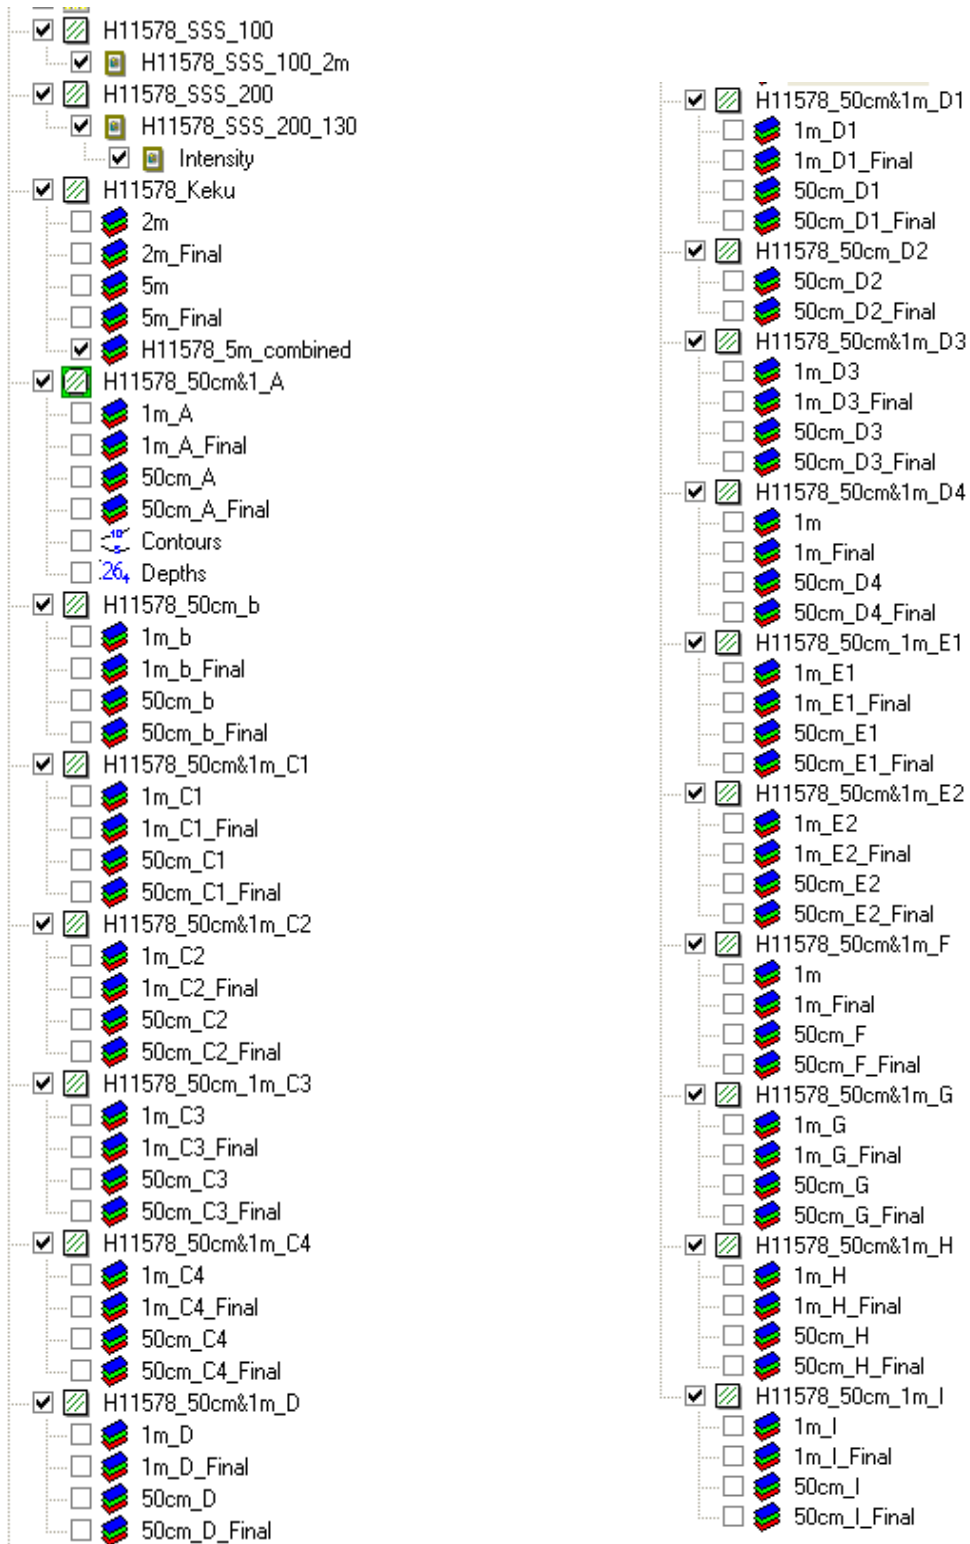 H11578_SSS_100
H11578_SSS_100_2m
H11578_SSS_200
H11578_SSS_200_130
Intensity
H11578_Keku
2m
2m_Final
5m
5m_Final
H11578_5m_combined
H11578_50cm&1_A
1m_A
1m_A_Final
50cm_A
50cm_A_Final
Contours
Depths
H11578_50cm_b
1m_b
1m_b_Final
50cm_b
50cm_b_Final
H11578_50cm&1m_C1
1m_C1
1m_C1_Final
50cm_C1
50cm_C1_Final
H11578_50cm&1m_C2
1m_C2
1m_C2_Final
50cm_C2
50cm_C2_Final
H11578_50cm_1m_C3
1m_C3
1m_C3_Final
50cm_C3
50cm_C3_Final
H11578_50cm&1m_C4
1m_C4
1m_C4_Final
50cm_C4
50cm_C4_Final
H11578_50cm&1m_D
1m_D
1m_D_Final
50cm_D
50cm_D_Final
H11578_50cm&1m_D1
1m_D1
1m_D1_Final
50cm_D1
50cm_D1_Final
H11578_50cm_D2
50cm_D2
50cm_D2_Final
H11578_50cm&1m_D3
1m_D3
1m_D3_Final
50cm_D3
50cm_D3_Final
H11578_50cm&1m_D4
1m
1m_Final
50cm_D4
50cm_D4_Final
H11578_50cm_1m_E1
1m_E1
1m_E1_Final
50cm_E1
50cm_E1_Final
H11578_50cm&1m_E2
1m_E2
1m_E2_Final
50cm_E2
50cm_E2_Final
H11578_50cm&1m_F
1m
1m_Final
50cm_F
50cm_F_Final
H11578_50cm&1m_G
1m_G
1m_G_Final
50cm_G
50cm_G_Final
H11578_50cm&1m_H
1m_H
1m_H_Final
50cm_H
50cm_H_Final
H11578_50cm_1m_I
1m_I
1m_I_Final
50cm_I
50cm_I_Final